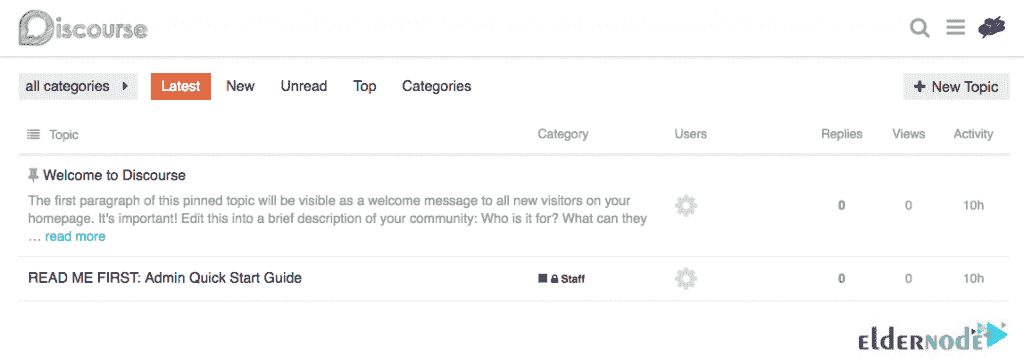 Discourse
all categories Latest New Unread Top Categories + New Topic
Topic Category Users Replies Views Activity
Welcome to Discourse
The first paragraph of this pinned topic will be visible as a welcome message to all new visitors on your
homepage. It's important! Edit this into a brief description of your community: Who is it for? What can they
… read more
0 0 10h
READ ME FIRST: Admin Quick Start Guide Staff 0 0 10h
eldernode